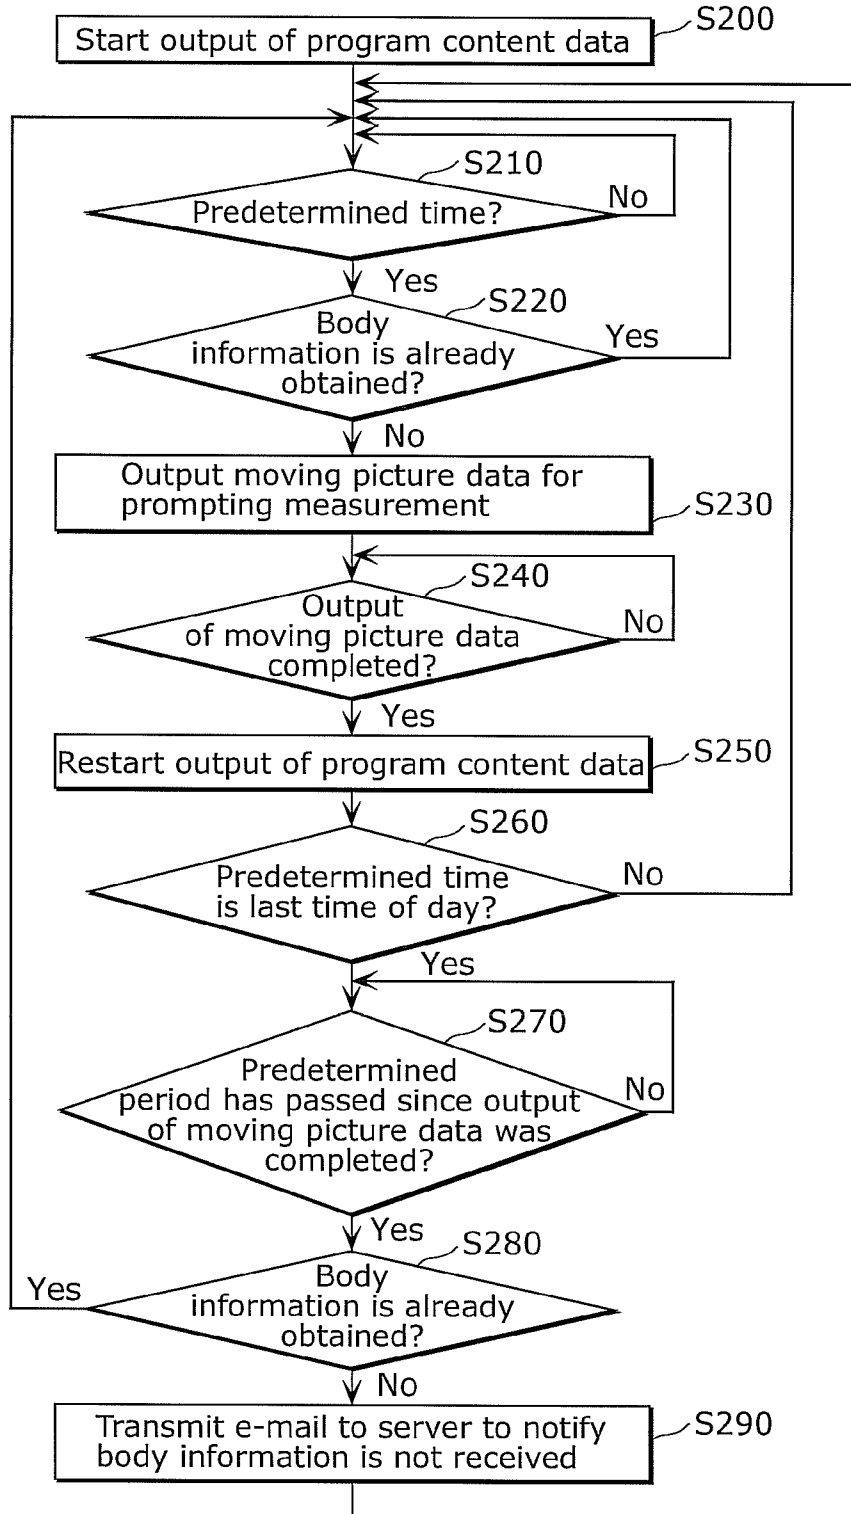 Start output of program content data
S200
S210
Predetermined time?
No
Yes
S220
Body
information is already
obtained?
Yes
No
Output moving picture data for
prompting measurement
S230
S240
Output
of moving picture data
completed?
No
Yes
Restart output of program content data
S250
S260
Predetermined time
is last time of day?
No
Yes
S270
Predetermined
period has passed since output
of moving picture data was
completed?
No
Yes
S280
Body
information is already
obtained?
Yes
No
Transmit e-mail to server to notify
body information is not received
S290